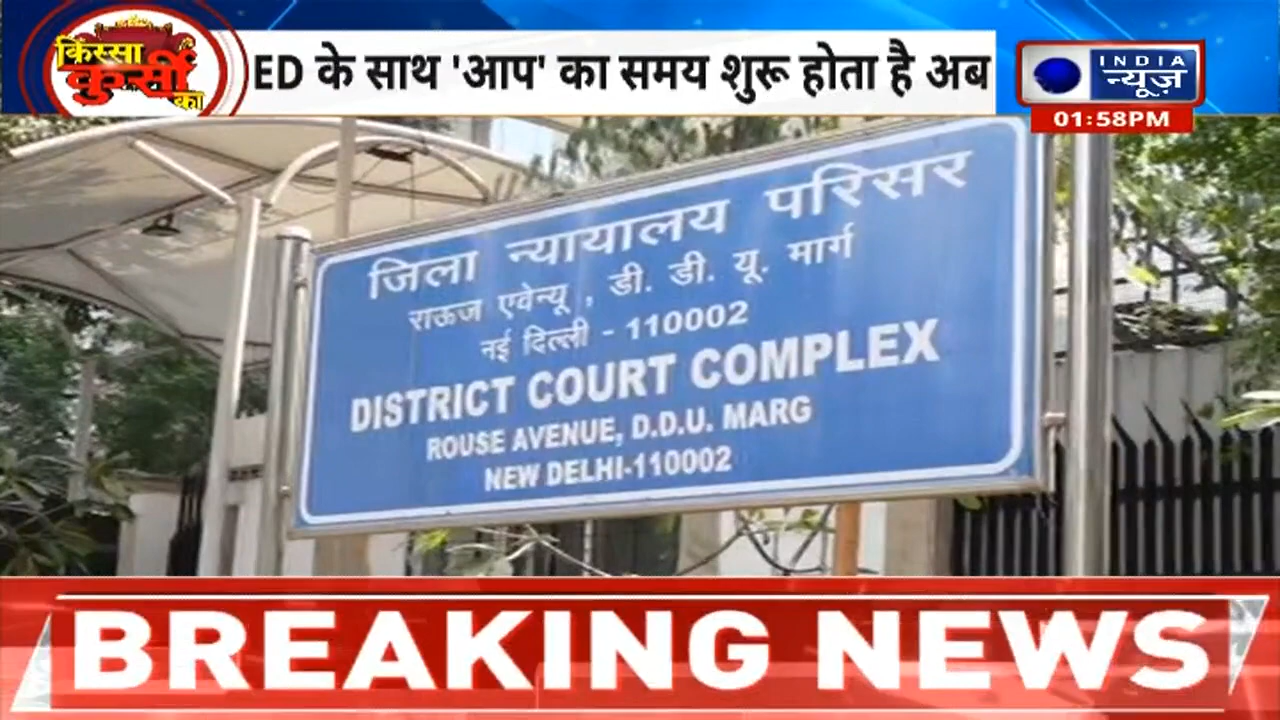 किस्सा
कुर्सी
का
ED के साथ 'आप' का समय शुरू होता है अब
INDIA
न्यूज़
01:58PM
जिला न्यायालय परिसर
राऊज एवेन्यू , डी. डी. यू. मार्ग
नई दिल्ली - 110002
DISTRICT COURT COMPLEX
ROUSE AVENUE, D.D.U. MARG
NEW DELHI-110002
BREAKING NEWS